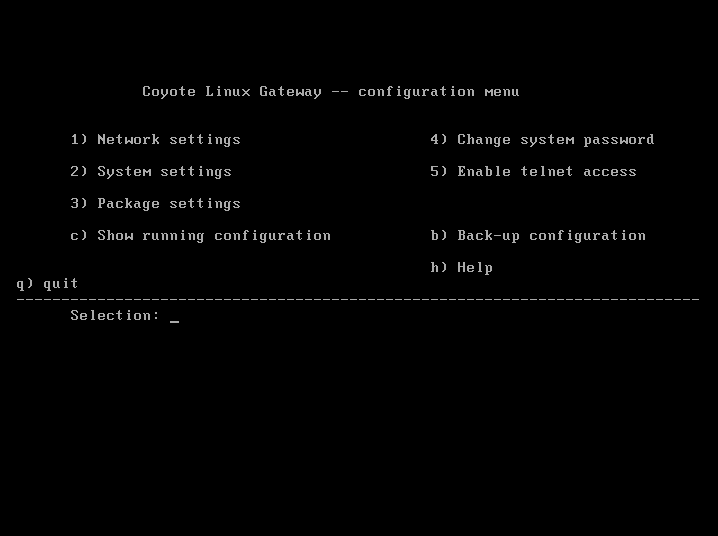 Coyote Linux Gateway -- configuration menu
1) Network settings 4) Change system password
2) System settings 5) Enable telnet access
3) Package settings
c) Show running configuration b) Back-up configuration
h) Help
q) quit
----------------------------------------------------------------------------
Selection: _